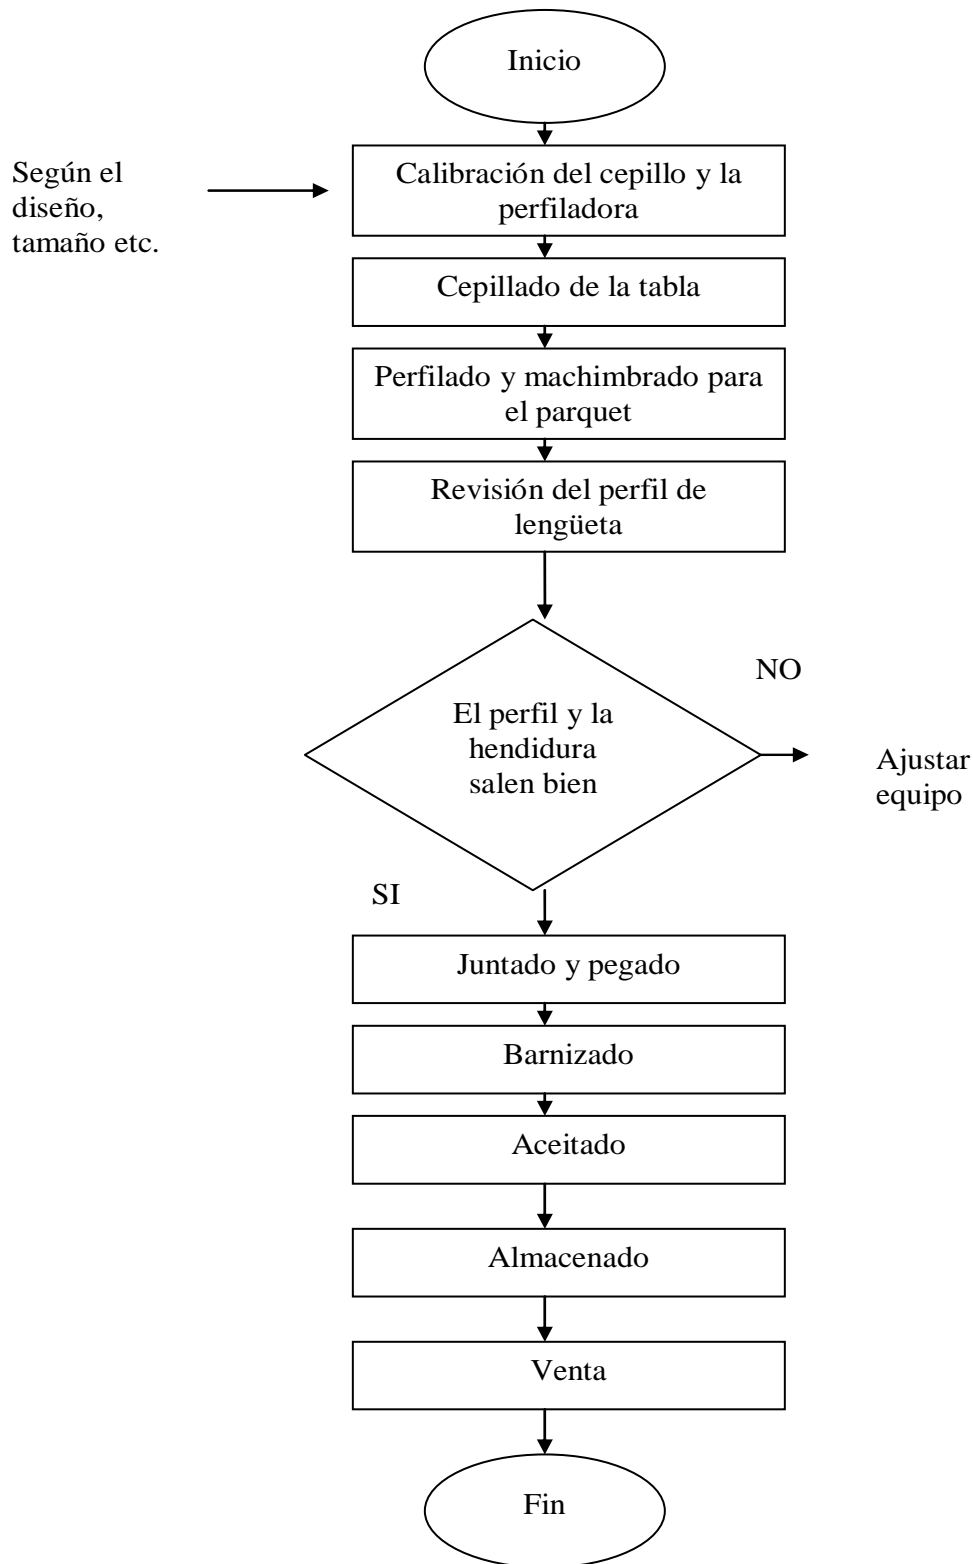 Inicio
Según el
diseño,
tamaño etc.
Calibración del cepillo y la
perfiladora
Cepillado de la tabla
Perfilado y machimbrado para
el parquet
Revisión del perfil de
lengüeta
NO
El perfil y la
hendidura
salen bien
Ajustar
equipo
SI
Juntado y pegado
Barnizado
Aceitado
Almacenado
Venta
Fin